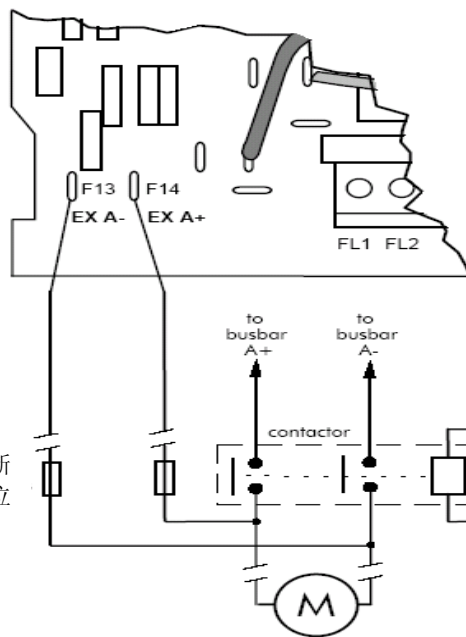 F13 F14
EX A- EX A+
FL1 FL2
to busbar A+
to busbar A-
contactor
M